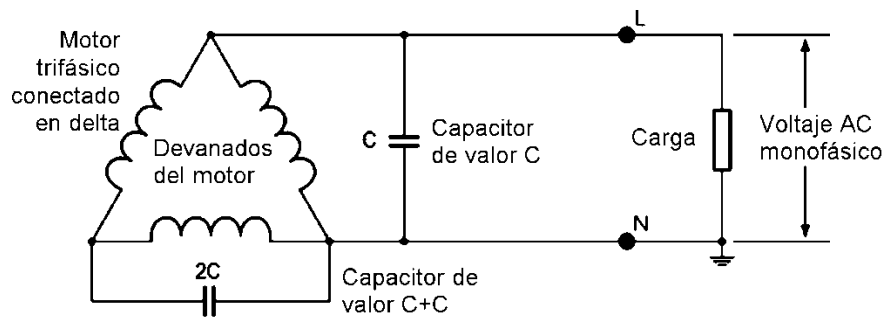 Motor
trifásico
conectado
en delta
Devanados
del motor
C
Capacitor
de valor C
L
Carga
Voltaje AC
monofásico
N
2C
Capacitor de
valor C+C